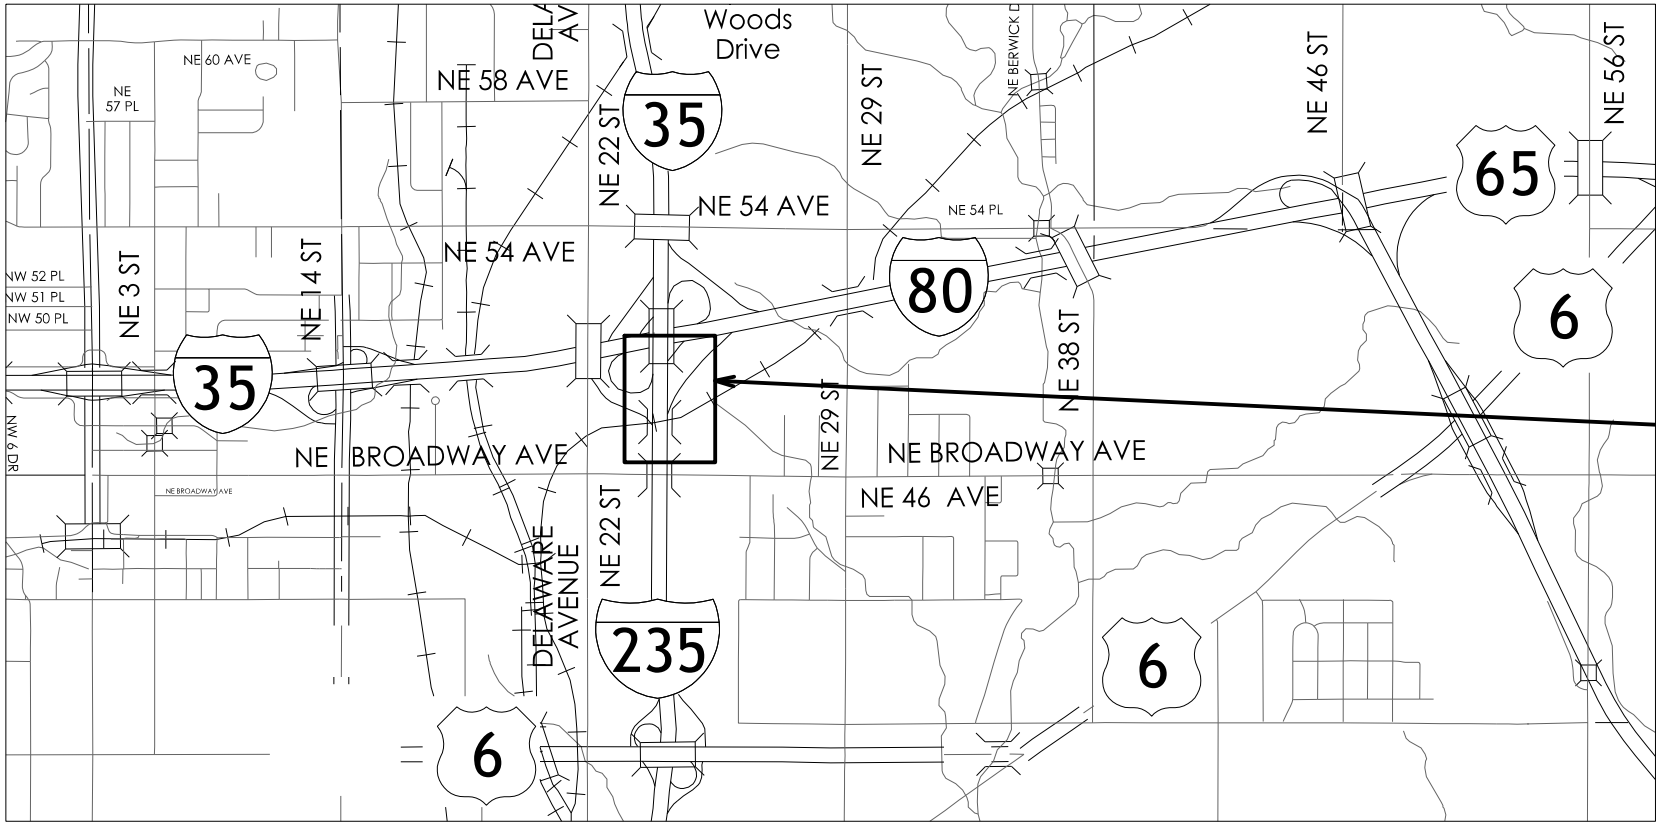 DELA
AV
Woods
Drive
NE BERWICK D
NE 60 AVE
NE 58 AVE
NE
57 PL
NE 22 ST
35
NE 29 ST
NE 46 ST
NE 56 ST
65
NE 54 AVE
NE 54 PL
NE 54 AVE
NW 52 PL
NW 51 PL
NW 50 PL
NE 3 ST
NE 14 ST
80
6
35
NE 38 ST
NE 29 ST
NW 6 DR
NE BROADWAY AVE
NE BROADWAY AVE
NE BROADWAY AVE
NE 46 AVE
NE 22 ST
DELAWARE
AVENUE
235
6
6